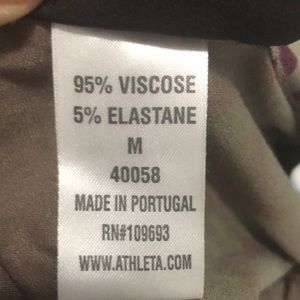 95% VISCOSE
5% ELASTANE
M
40058
MADE IN PORTUGAL
RN#109693
WWW.ATHLETA.COM